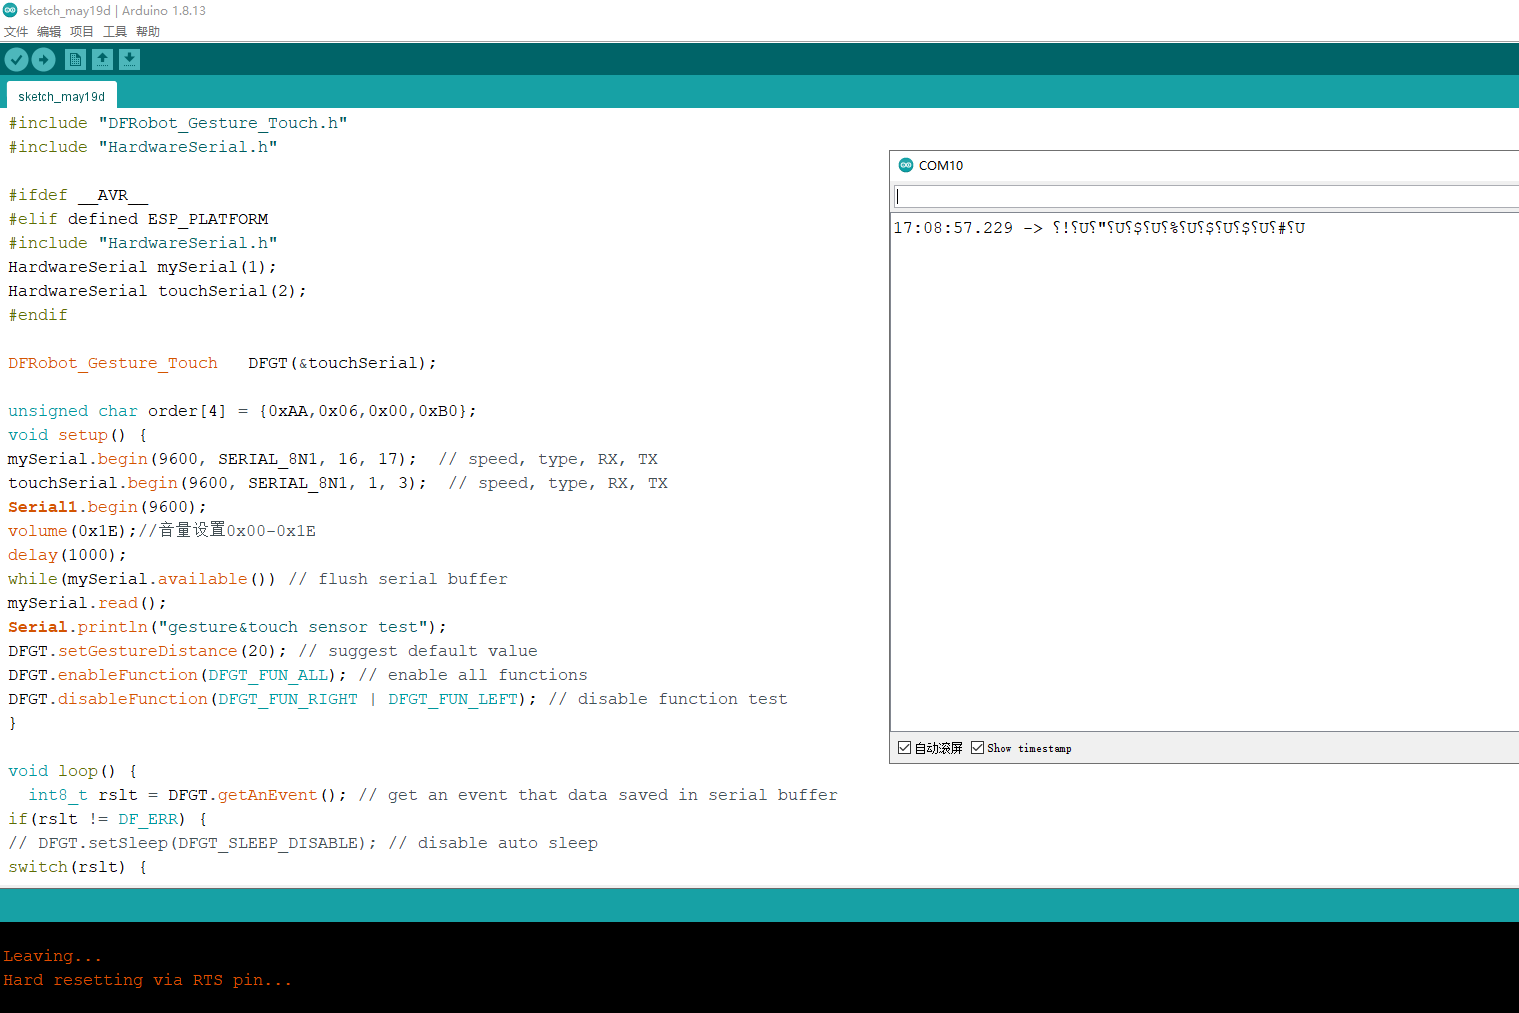 sketch_may19d | Arduino 1.8.13
文件 编辑 项目 工具 帮助
sketch_may19d
#include "DFRobot_Gesture_Touch.h"
#include "HardwareSerial.h"
#ifdef __AVR__
#elif defined ESP_PLATFORM
#include "HardwareSerial.h"
HardwareSerial mySerial(1);
HardwareSerial touchSerial(2);
#endif
DFRobot_Gesture_Touch   DFGT(&touchSerial);
unsigned char order[4] = {0xAA,0x06,0x00,0xB0};
void setup() {
mySerial.begin(9600, SERIAL_8N1, 16, 17);  // speed, type, RX, TX
touchSerial.begin(9600, SERIAL_8N1, 1, 3);  // speed, type, RX, TX
Serial1.begin(9600);
volume(0x1E);//音量设置0x00-0x1E
delay(1000);
while(mySerial.available()) // flush serial buffer
mySerial.read();
Serial.println("gesture&touch sensor test");
DFGT.setGestureDistance(20); // suggest default value
DFGT.enableFunction(DFGT_FUN_ALL); // enable all functions
DFGT.disableFunction(DFGT_FUN_RIGHT | DFGT_FUN_LEFT); // disable function test
}
void loop() {
  int8_t rslt = DFGT.getAnEvent(); // get an event that data saved in serial buffer
if(rslt != DF_ERR) {
// DFGT.setSleep(DFGT_SLEEP_DISABLE); // disable auto sleep
switch(rslt) {
COM10
17:08:57.229 -> ⸮!⸮U⸮"⸮U⸮$⸮U⸮%⸮U⸮$⸮U⸮$⸮U⸮#⸮U
自动滚屏 Show timestamp
Leaving...
Hard resetting via RTS pin...